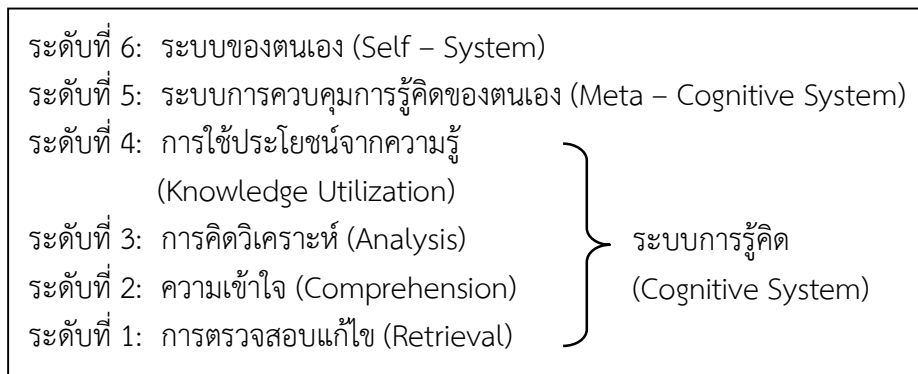 ระดับที่ 6: ระบบของตนเอง (Self – System)
ระดับที่ 5: ระบบการควบคุมการรู้คิดของตนเอง (Meta – Cognitive System)
ระดับที่ 4: การใช้ประโยชน์จากความรู้
(Knowledge Utilization)
ระดับที่ 3: การคิดวิเคราะห์ (Analysis)
ระดับที่ 2: ความเข้าใจ (Comprehension)
ระดับที่ 1: การตรวจสอบแก้ไข (Retrieval)
ระบบการรู้คิด
(Cognitive System)